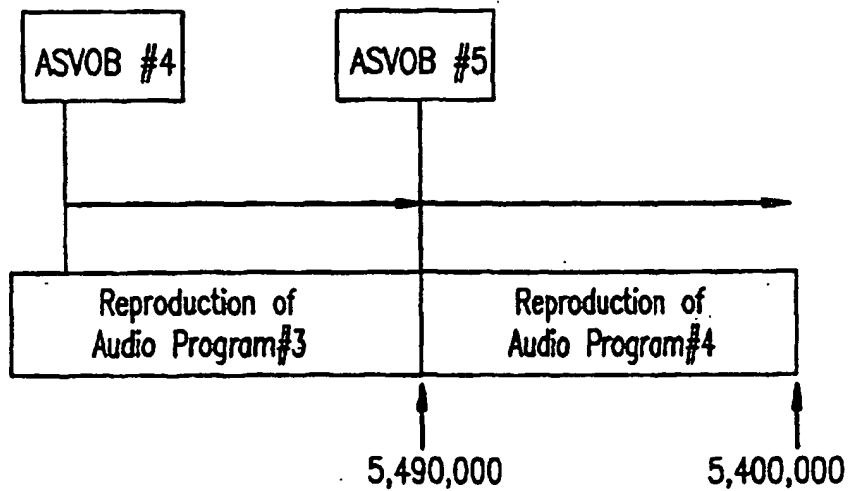 ASVOB #4
ASVOB #5
Reproduction of
Audio Program#3
Reproduction of
Audio Program#4
5,490,000
5,400,000